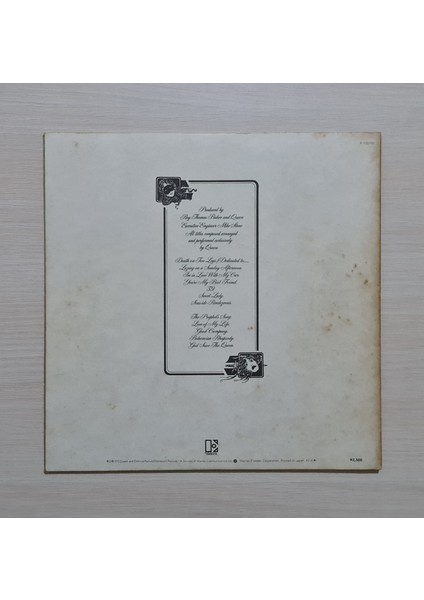 Produced by
Roy Thomas Baker and Queen
Executive Engineer Mike Stone
All titles composed arranged
and performed exclusively
by Queen
Death on Two Legs (Dedicated to......
Lazing on a Sunday Afternoon
I'm in Love With My Car
You're My Best Friend
'39
Sweet Lady
Seaside Rendezvous
The Prophet's Song
Love of My Life
Good Company
Bohemian Rhapsody
God Save The Queen